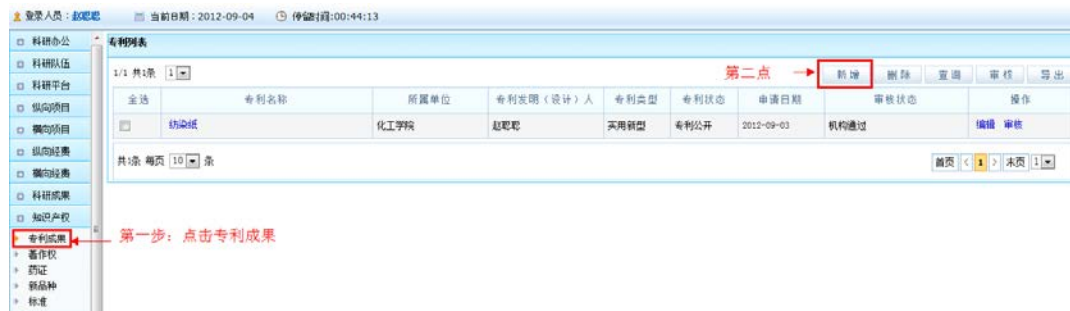 登录人员：赵聪聪 当前日期：2012-09-04 停留时间:00:44:13
科研办公
科研队伍
科研平台
纵向项目
横向项目
纵向经费
横向经费
科研成果
知识产权
专利成果
著作权
药证
新品种
标准
专利列表
1/1 共1条 1
第二点
新增 删除 查询 审核 导出
全选 专利名称 所属单位 专利发明（设计）人 专利类型 专利状态 申请日期 审核状态 操作
纺染纸 化工学院 赵聪聪 实用新型 专利公开 2012-09-03 机构通过 编辑 审核
共1条 每页 10 条
首页 < 1 > 末页 1
第一步：点击专利成果